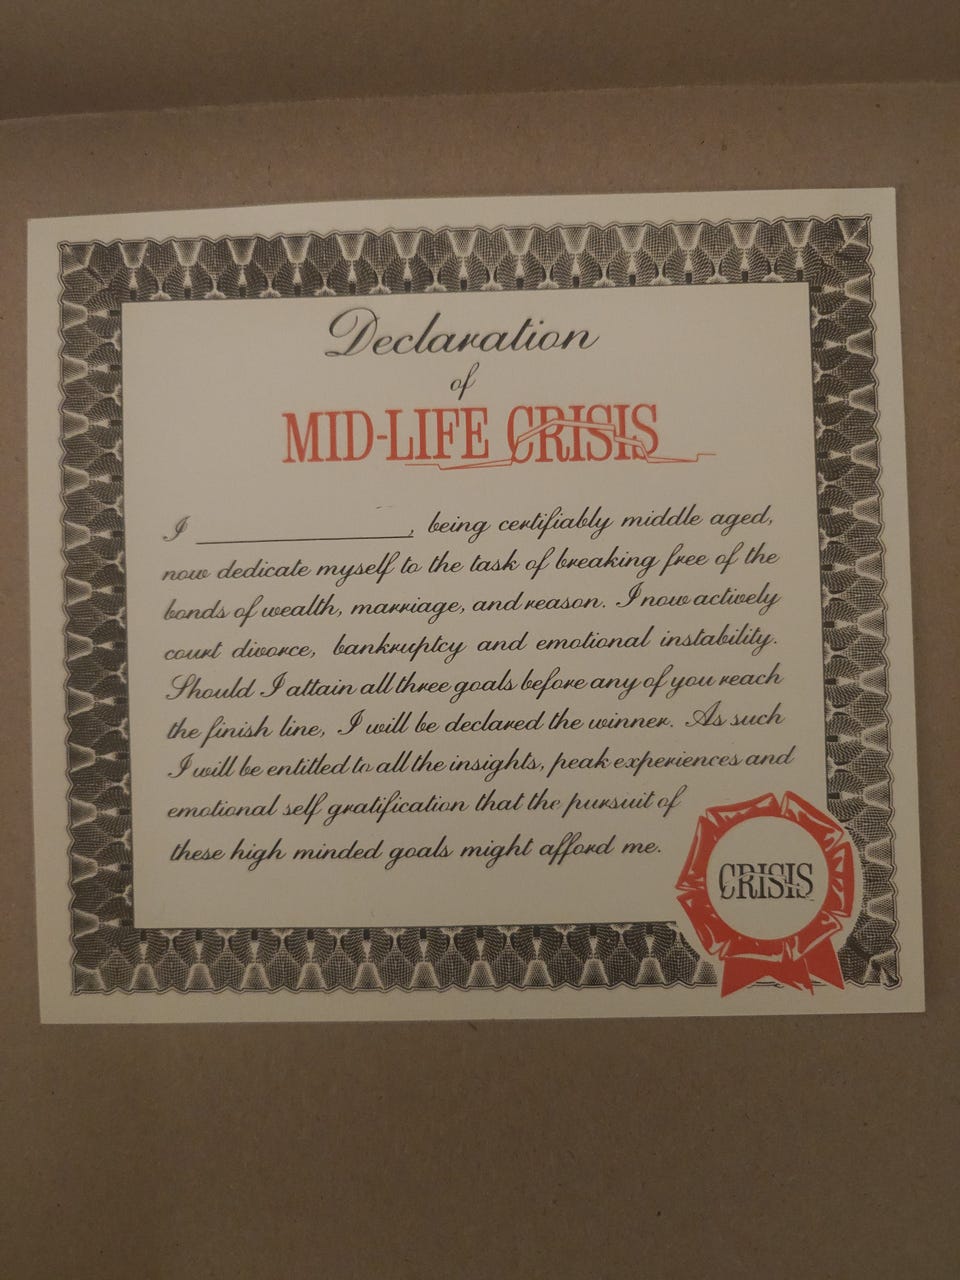 Declaration
of
MID-LIFE CRISIS
I ____________________, being certifiably middle aged,
now dedicate myself to the task of breaking free of the
bonds of wealth, marriage, and reason. I now actively
court divorce, bankruptcy and emotional instability.
Should I attain all three goals before any of you reach
the finish line, I will be declared the winner. As such
I will be entitled to all the insights, peak experiences and
emotional self gratification that the pursuit of
these high minded goals might afford me.
CRISIS